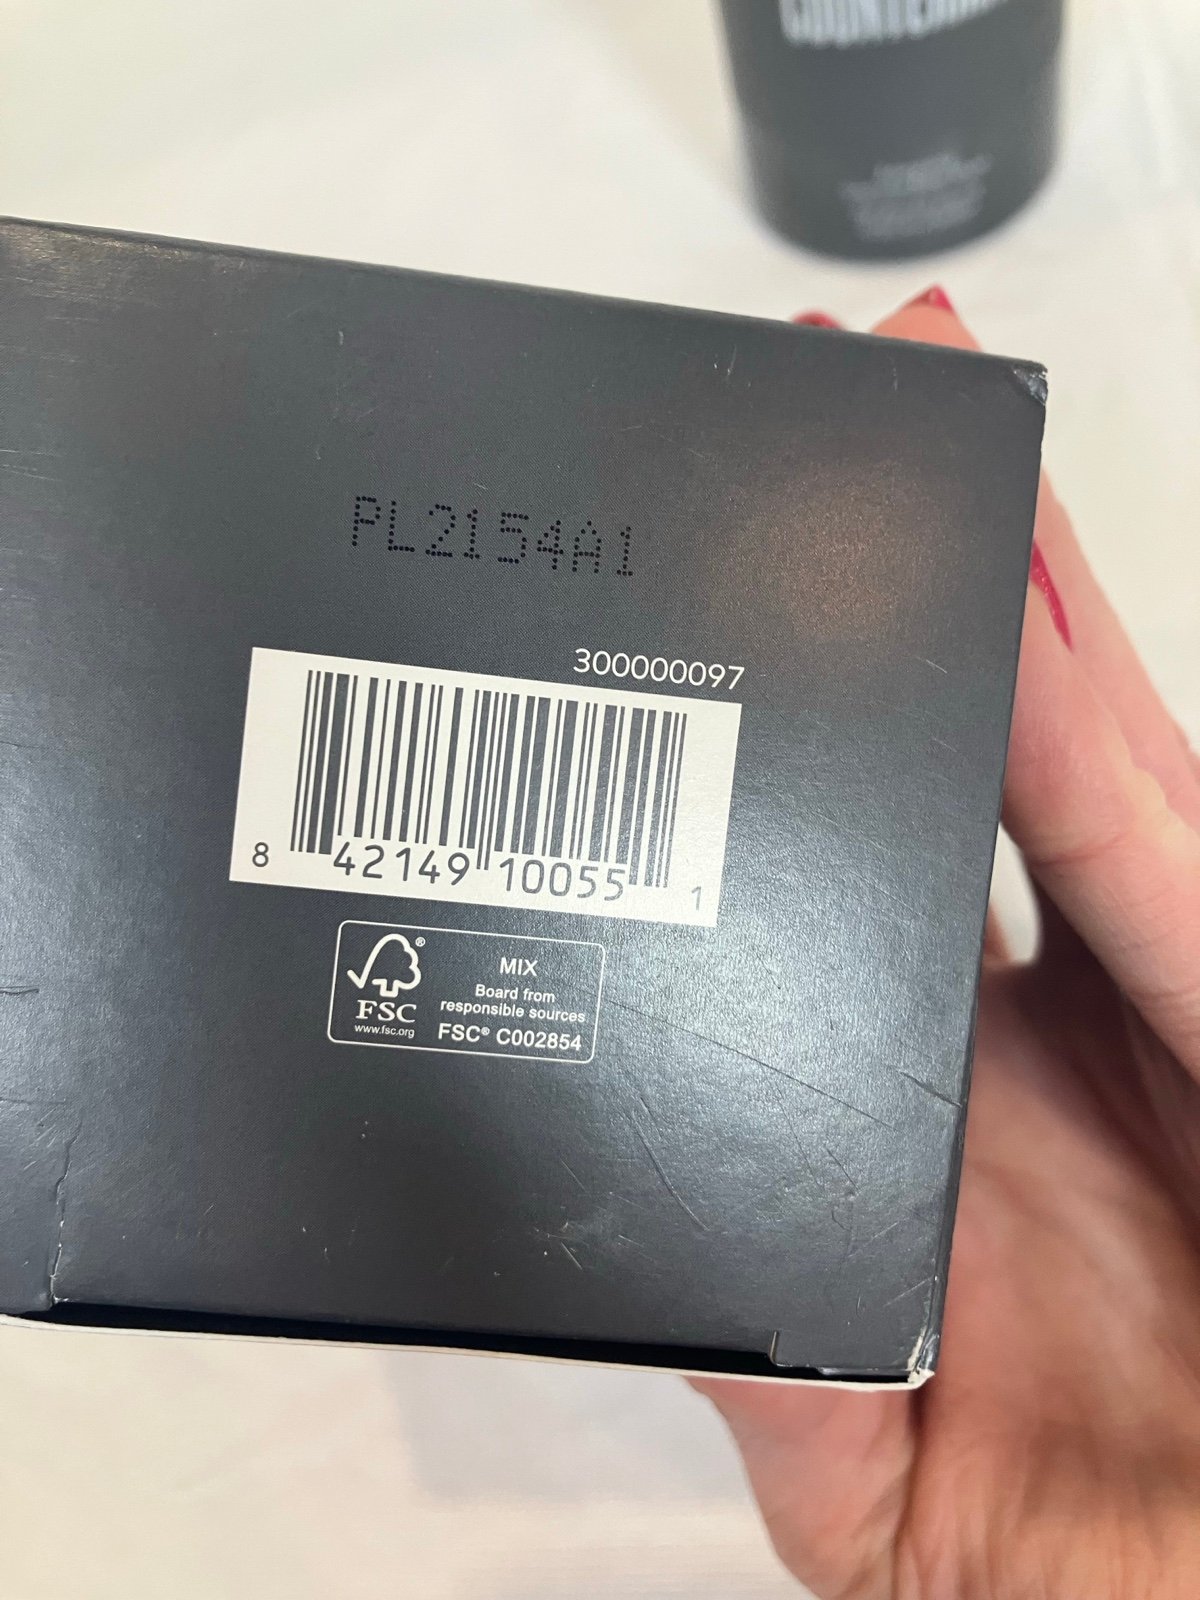 PL2154A1
300000097
8 42149 10055 1
MIX
Board from
responsible sources
FSC
www.fsc.org
FSC® C002854